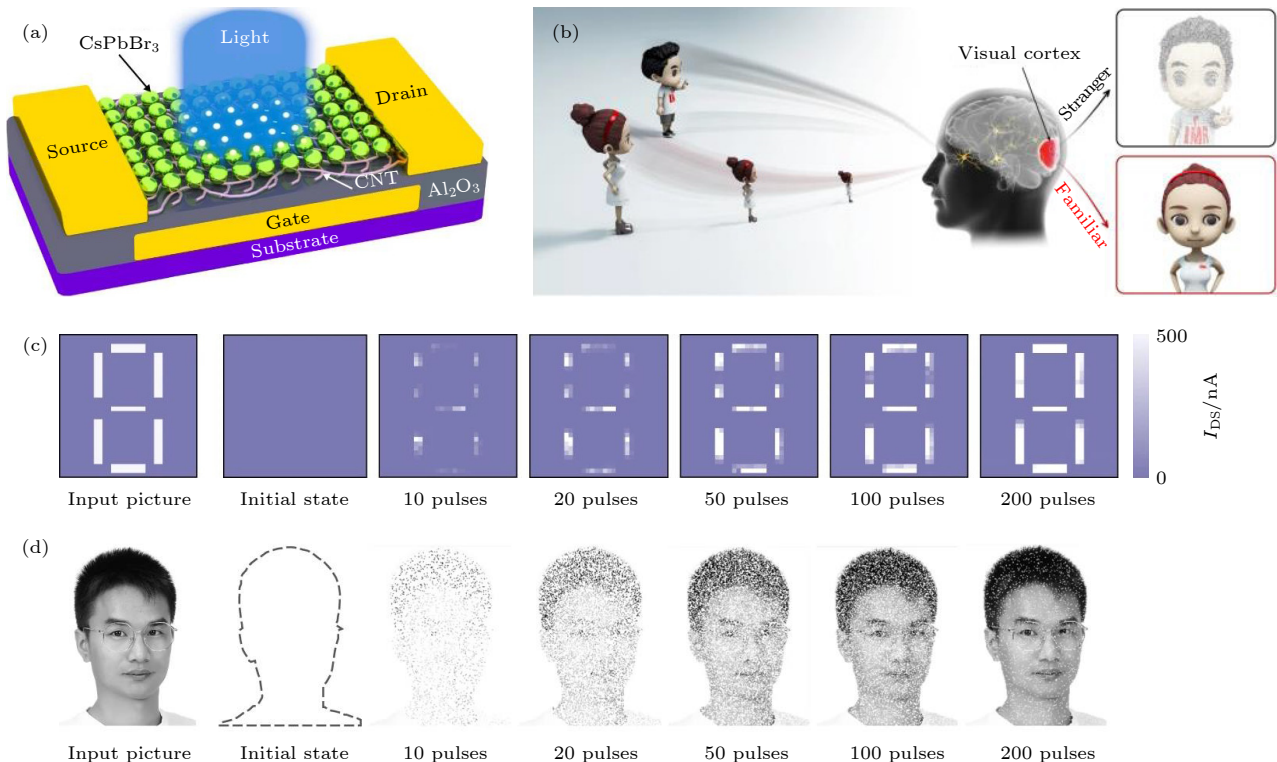 (a)
CsPbBr₃
Light
Drain
Source
CNT
Al₂O₃
Gate
Substrate
(b)
Visual cortex
Stranger
Familiar
(c)
500
0
I_DS/nA
Input picture
Initial state
10 pulses
20 pulses
50 pulses
100 pulses
200 pulses
(d)
Input picture
Initial state
10 pulses
20 pulses
50 pulses
100 pulses
200 pulses